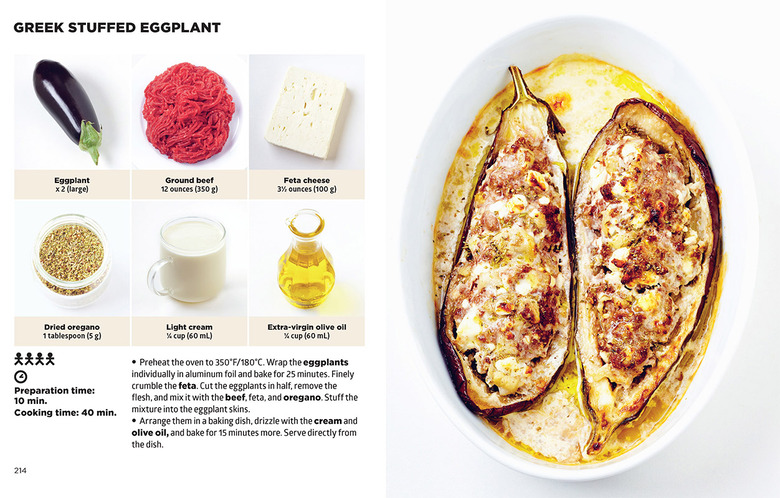 GREEK STUFFED EGGPLANT
Eggplant
x 2 (large)
Ground beef
12 ounces (350 g)
Feta cheese
3½ ounces (100 g)
Dried oregano
1 tablespoon (5 g)
Light cream
¼ cup (60 mL)
Extra-virgin olive oil
¼ cup (60 mL)
Preparation time:
10 min.
Cooking time: 40 min.
• Preheat the oven to 350°F/180°C. Wrap the eggplants
individually in aluminum foil and bake for 25 minutes. Finely
crumble the feta. Cut the eggplants in half, remove the
flesh, and mix it with the beef, feta, and oregano. Stuff the
mixture into the eggplant skins.
• Arrange them in a baking dish, drizzle with the cream and
olive oil, and bake for 15 minutes more. Serve directly from
the dish.
214